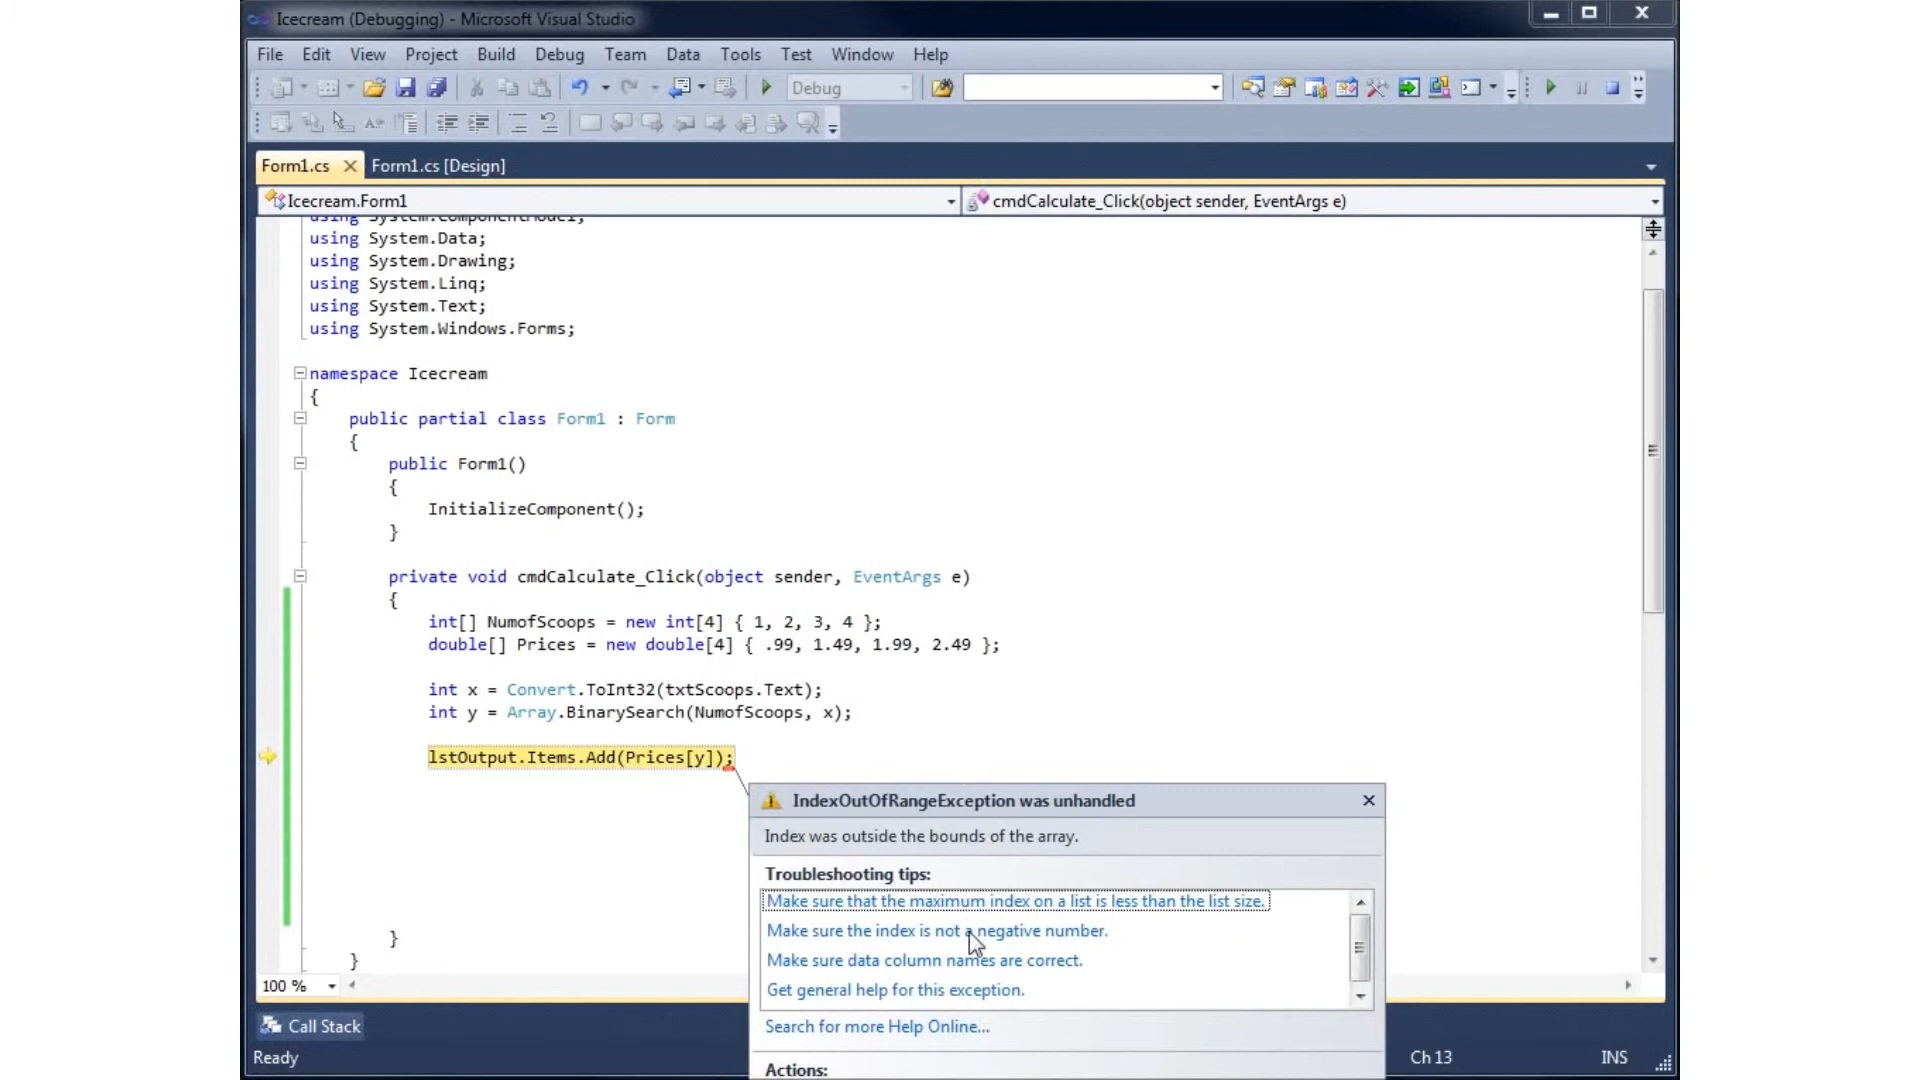 Icecream (Debugging) - Microsoft Visual Studio
File Edit View Project Build Debug Team Data Tools Test Window Help
Debug
Form1.cs Form1.cs [Design]
Icecream.Form1 cmdCalculate_Click(object sender, EventArgs e)
using System.ComponentModel;
using System.Data;
using System.Drawing;
using System.Linq;
using System.Text;
using System.Windows.Forms;
namespace Icecream
{
public partial class Form1 : Form
{
public Form1()
{
InitializeComponent();
}
private void cmdCalculate_Click(object sender, EventArgs e)
{
int[] NumofScoops = new int[4] { 1, 2, 3, 4 };
double[] Prices = new double[4] { .99, 1.49, 1.99, 2.49 };
int x = Convert.ToInt32(txtScoops.Text);
int y = Array.BinarySearch(NumofScoops, x);
lstOutput.Items.Add(Prices[y]);
IndexOutOfRangeException was unhandled
Index was outside the bounds of the array.
Troubleshooting tips:
Make sure that the maximum index on a list is less than the list size.
Make sure the index is not a negative number.
Make sure data column names are correct.
Get general help for this exception.
Search for more Help Online...
Actions:
}
}
100 %
Call Stack
Ready Ch 13 INS